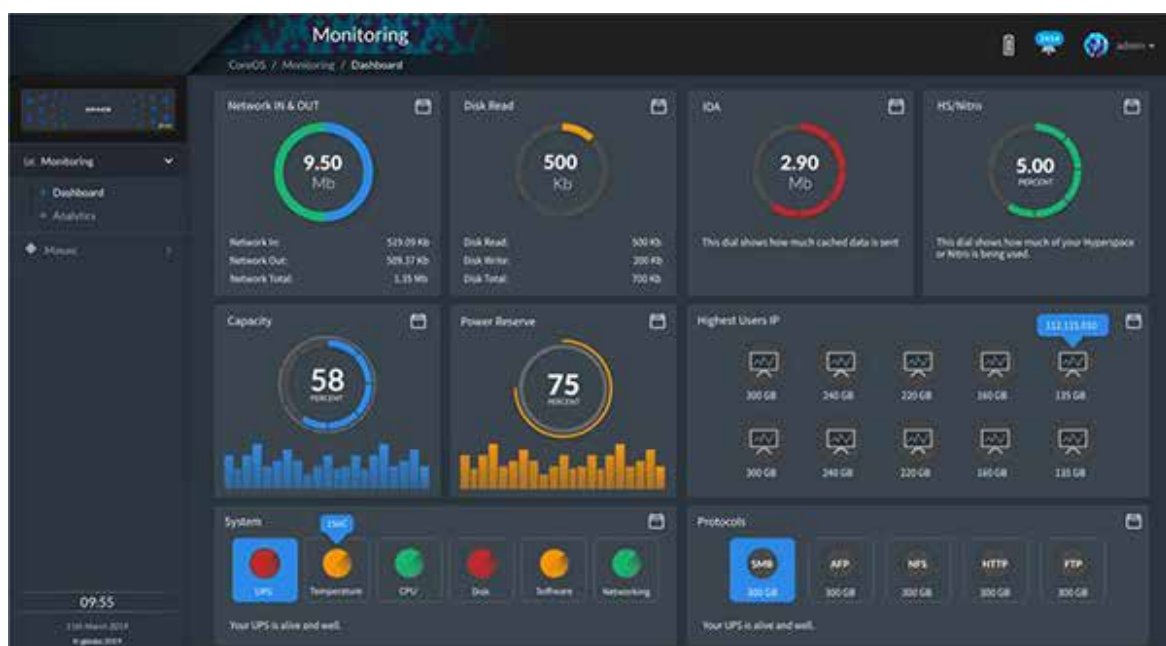 Monitoring
CoreOS / Monitoring / Dashboard
admin
Monitoring
Dashboard
Analytics
Mosaic
09:55
11th March 2019
Network IN & OUT
9.50
Mb
Network In: 519.09 Kb
Network Out: 509.37 Kb
Network Total: 1.35 Mb
Disk Read
500
Kb
Disk Read: 500 Kb
Disk Write: 200 Kb
Disk Total: 700 Kb
IOA
2.90
Mb
This dial shows how much cached data is sent
HS/Nitro
5.00
PERCENT
This dial shows how much of your Hyperspace
or Nitro is being used.
Capacity
58
PERCENT
Power Reserve
75
PERCENT
Highest Users IP
300 GB 240 GB 220 GB 160 GB 135 GB
300 GB 240 GB 220 GB 160 GB 135 GB
System
UPS Temperature CPU Disk Software Networking
Your UPS is alive and well.
Protocols
SMB AFP NFS HTTP FTP
300 GB 300 GB 300 GB 300 GB 300 GB
Your UPS is alive and well.